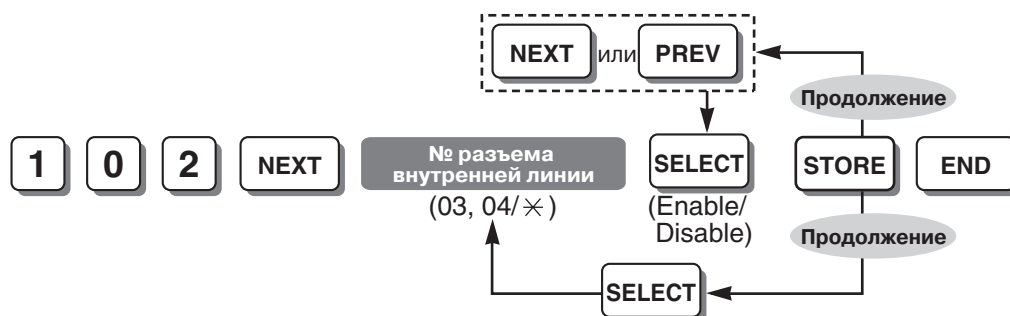 NEXT или PREV
Продолжение
1 0 2 NEXT № разъема внутренней линии SELECT STORE END
(03, 04/✳)
(Enable/
Disable)
Продолжение
SELECT